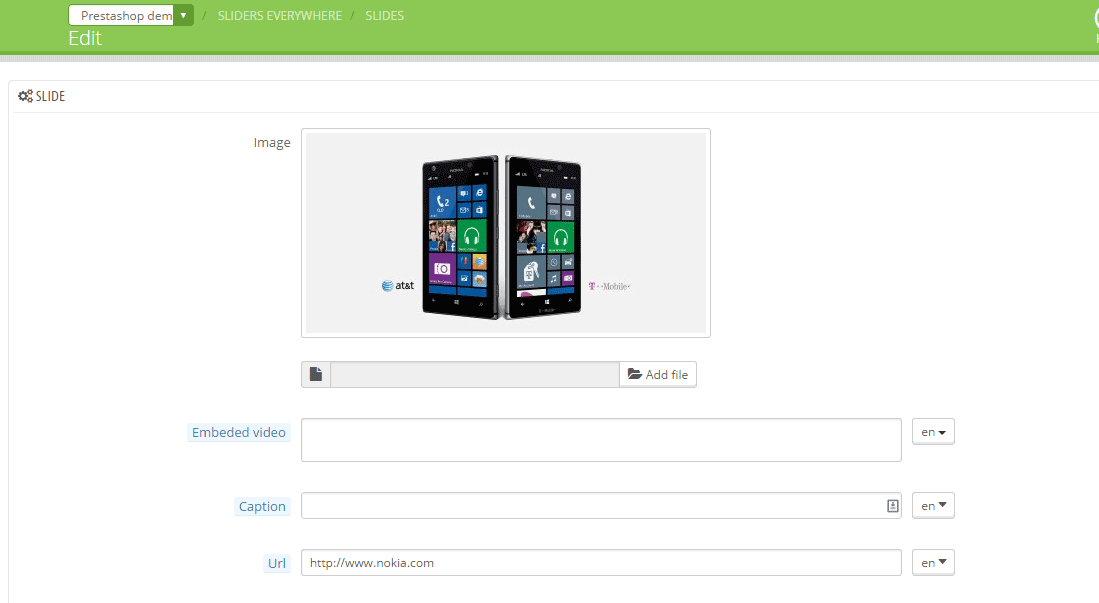 Prestashop dem
/ SLIDERS EVERYWHERE / SLIDES
Edit
SLIDE
Image
at&t
T··Mobile·
Add file
Embeded video
en
Caption
en
Url
http://www.nokia.com
en